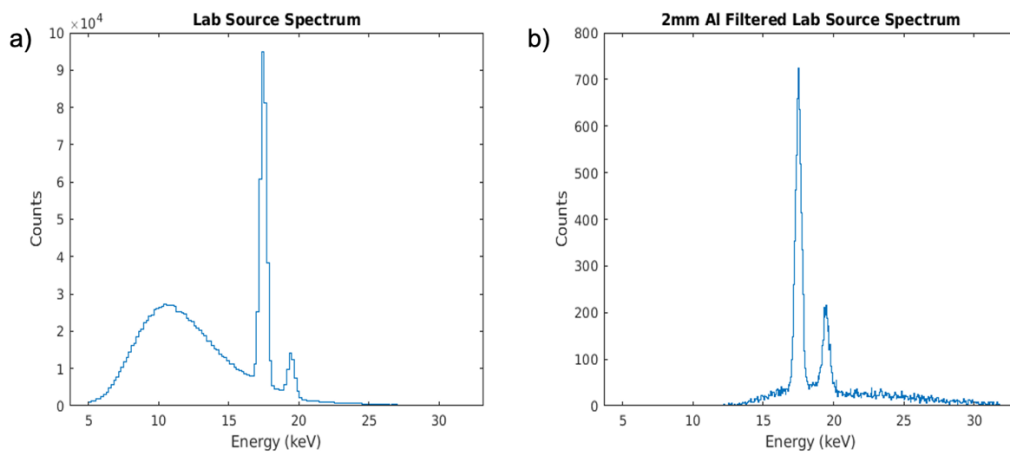 a)
Lab Source Spectrum
×10⁴
10
9
8
7
6
5
4
3
2
1
0
Counts
5 10 15 20 25 30
Energy (keV)
b)
2mm Al Filtered Lab Source Spectrum
800
700
600
500
400
300
200
100
0
Counts
5 10 15 20 25 30
Energy (keV)